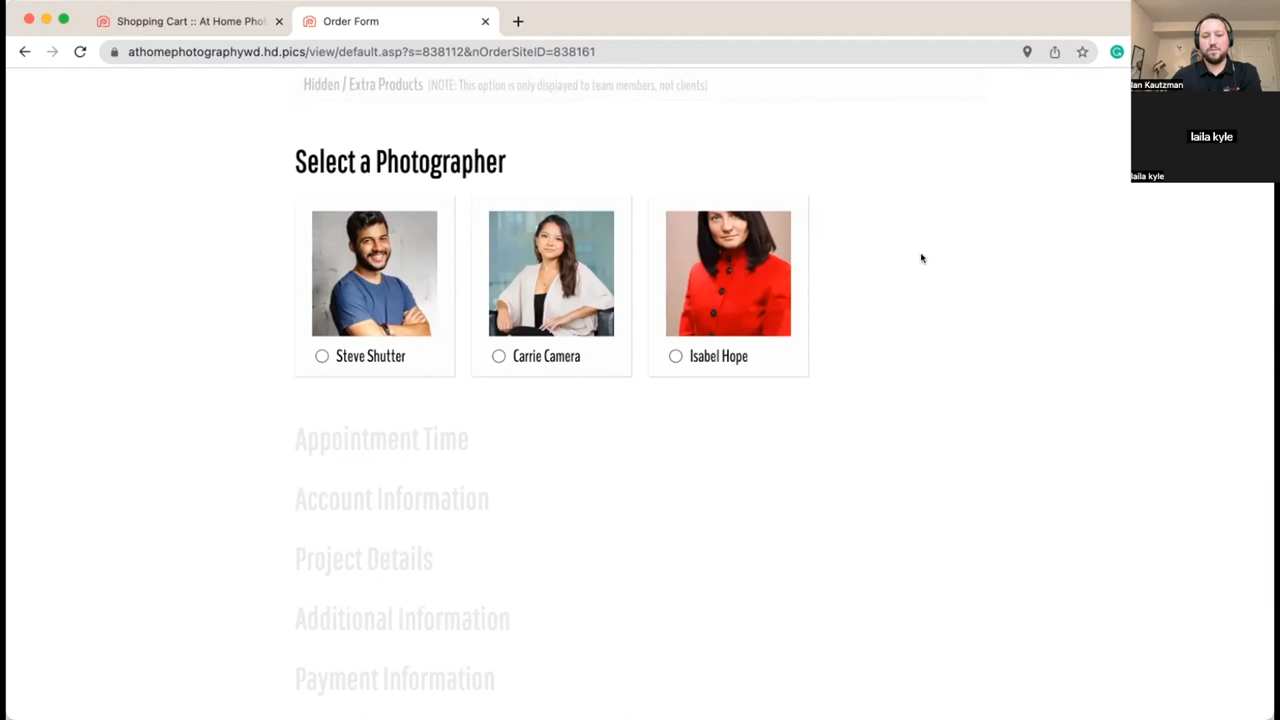 Shopping Cart :: At Home Phot
Order Form
athomephotographywd.hd.pics/view/default.asp?s=838112&nOrderSiteID=838161
Ian Kautzman
laila kyle
laila kyle
Hidden / Extra Products (NOTE: This option is only displayed to team members, not clients)
Select a Photographer
Steve Shutter
Carrie Camera
Isabel Hope
Appointment Time
Account Information
Project Details
Additional Information
Payment Information